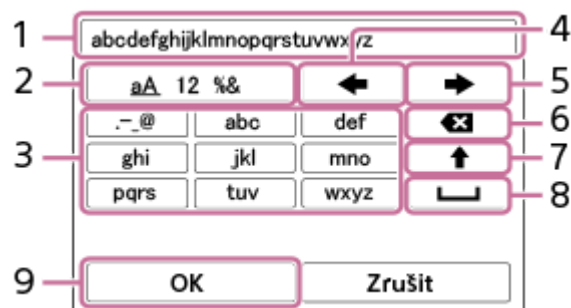 1 abcdefghijklmnopqrstuvwxyz 4
2 aA 12 %& 5
.-_@ abc def 6
3 ghi jkl mno 7
pqrs tuv wxyz 8
9 OK Zrušit